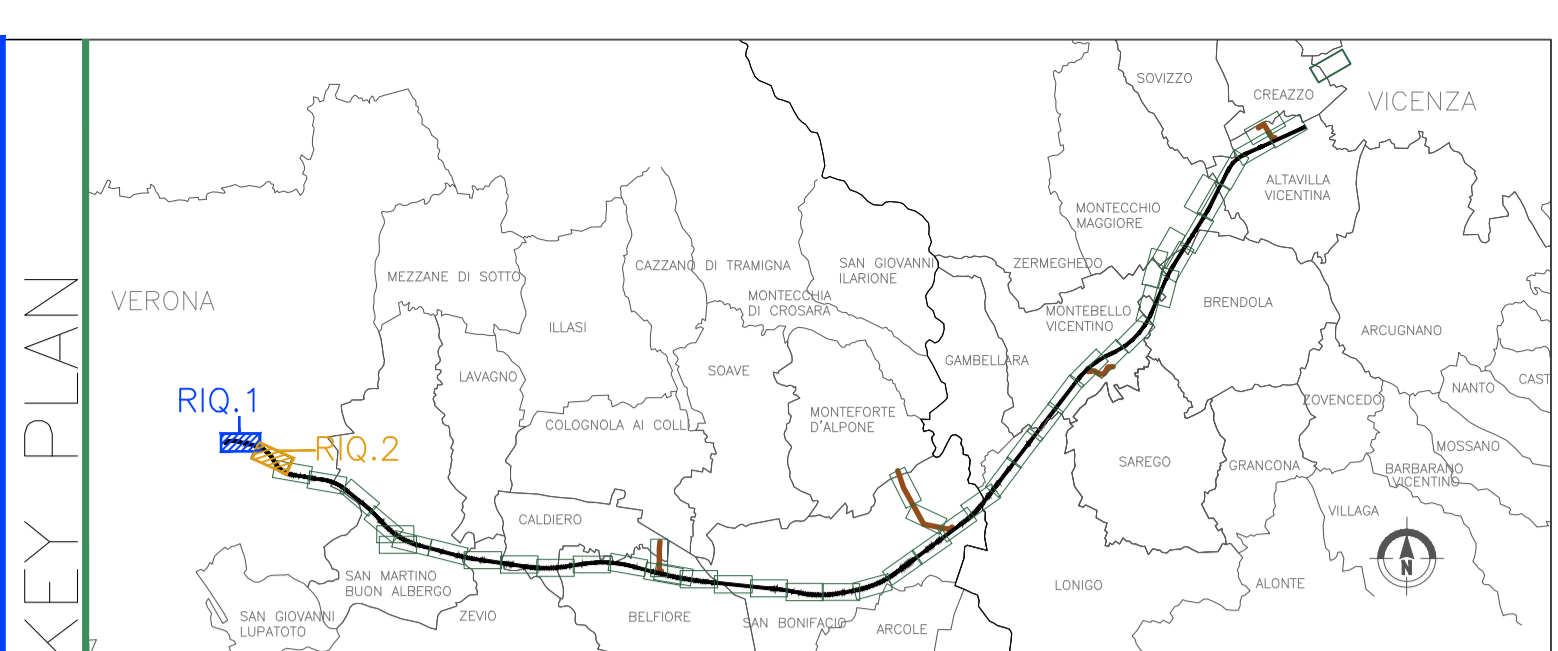 KEY PLAN
SOVIZZO
CREAZZO
VICENZA
ALTAVILLA
VICENTINA
MONTECCHIO
MAGGIORE
MEZZANE DI SOTTO
CAZZANO DI TRAMIGNA
SAN GIOVANNI
ILARIONE
ZERMEGHEDO
VERONA
MONTECCHIA
DI CROSARA
BRENDOLA
MONTEBELLO
VICENTINO
ILLASI
ARCUGNANO
GAMBELLARA
LAVAGNO
SOAVE
NANTO
CAST
RIQ.1
ZOVENCEDO
MONTEFORTE
D'ALPONE
COLOGNOLA AI COLL
RIQ.2
MOSSANO
SAREGO
GRANCONA
BARBARANO
VICENTINO
VILLAGA
CALDIERO
N
SAN MARTINO
BUON ALBERGO
LONIGO
ALONTE
SAN GIOVANNI
LUPATOTO
ZEVIO
BELFIORE
SAN BONIFACIO
ARCOLE